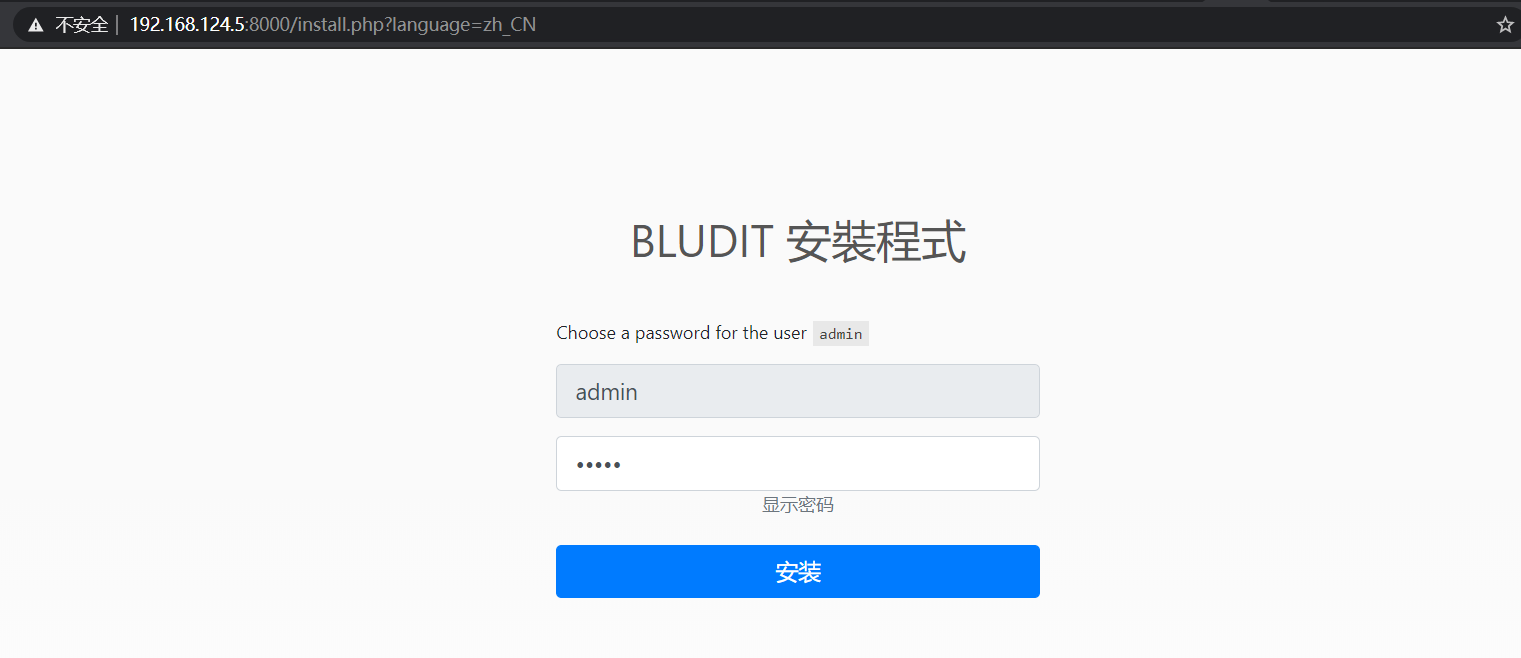 不安全 | 192.168.124.5:8000/install.php?language=zh_CN
BLUDIT 安裝程式
Choose a password for the user admin
admin
•••••
显示密码
安装